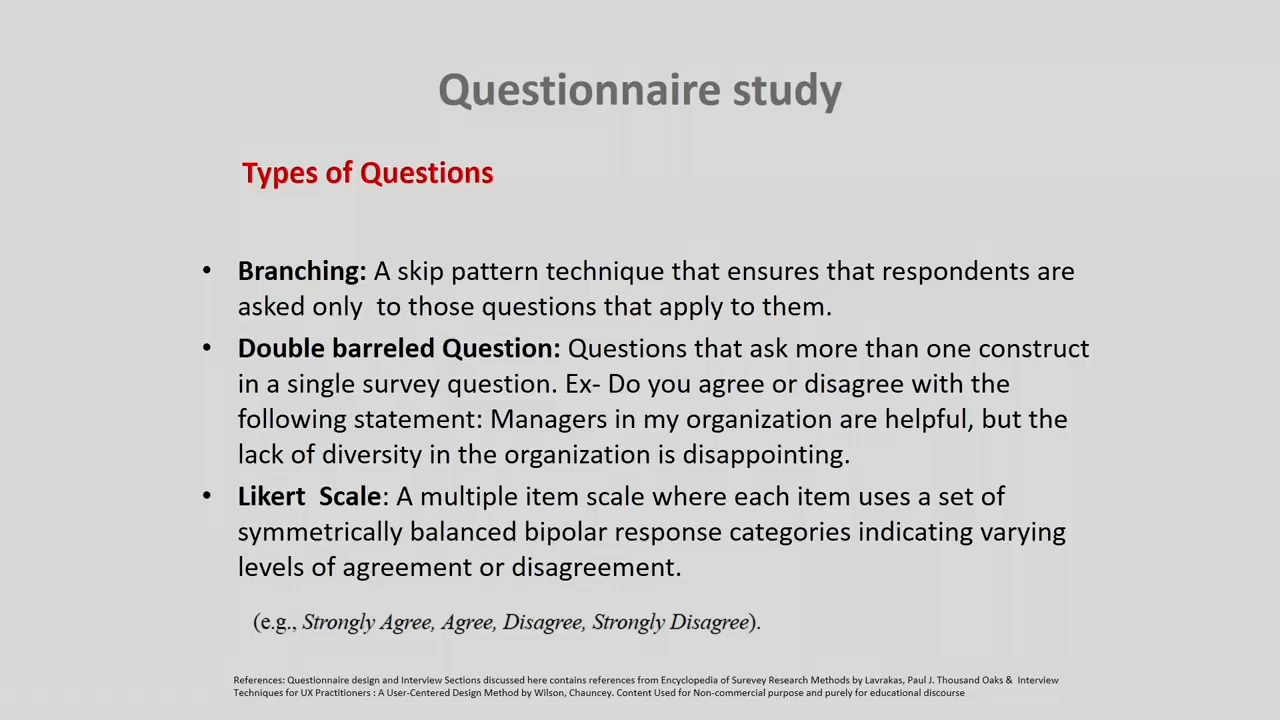 Questionnaire study
Types of Questions
• Branching: A skip pattern technique that ensures that respondents are
asked only  to those questions that apply to them.
• Double barreled Question: Questions that ask more than one construct
in a single survey question. Ex- Do you agree or disagree with the
following statement: Managers in my organization are helpful, but the
lack of diversity in the organization is disappointing.
• Likert  Scale: A multiple item scale where each item uses a set of
symmetrically balanced bipolar response categories indicating varying
levels of agreement or disagreement.
(e.g., Strongly Agree, Agree, Disagree, Strongly Disagree).
References: Questionnaire design and Interview Sections discussed here contains references from Encyclopedia of Surevey Research Methods by Lavrakas, Paul J. Thousand Oaks &  Interview
Techniques for UX Practitioners : A User-Centered Design Method by Wilson, Chauncey. Content Used for Non-commercial purpose and purely for educational discourse